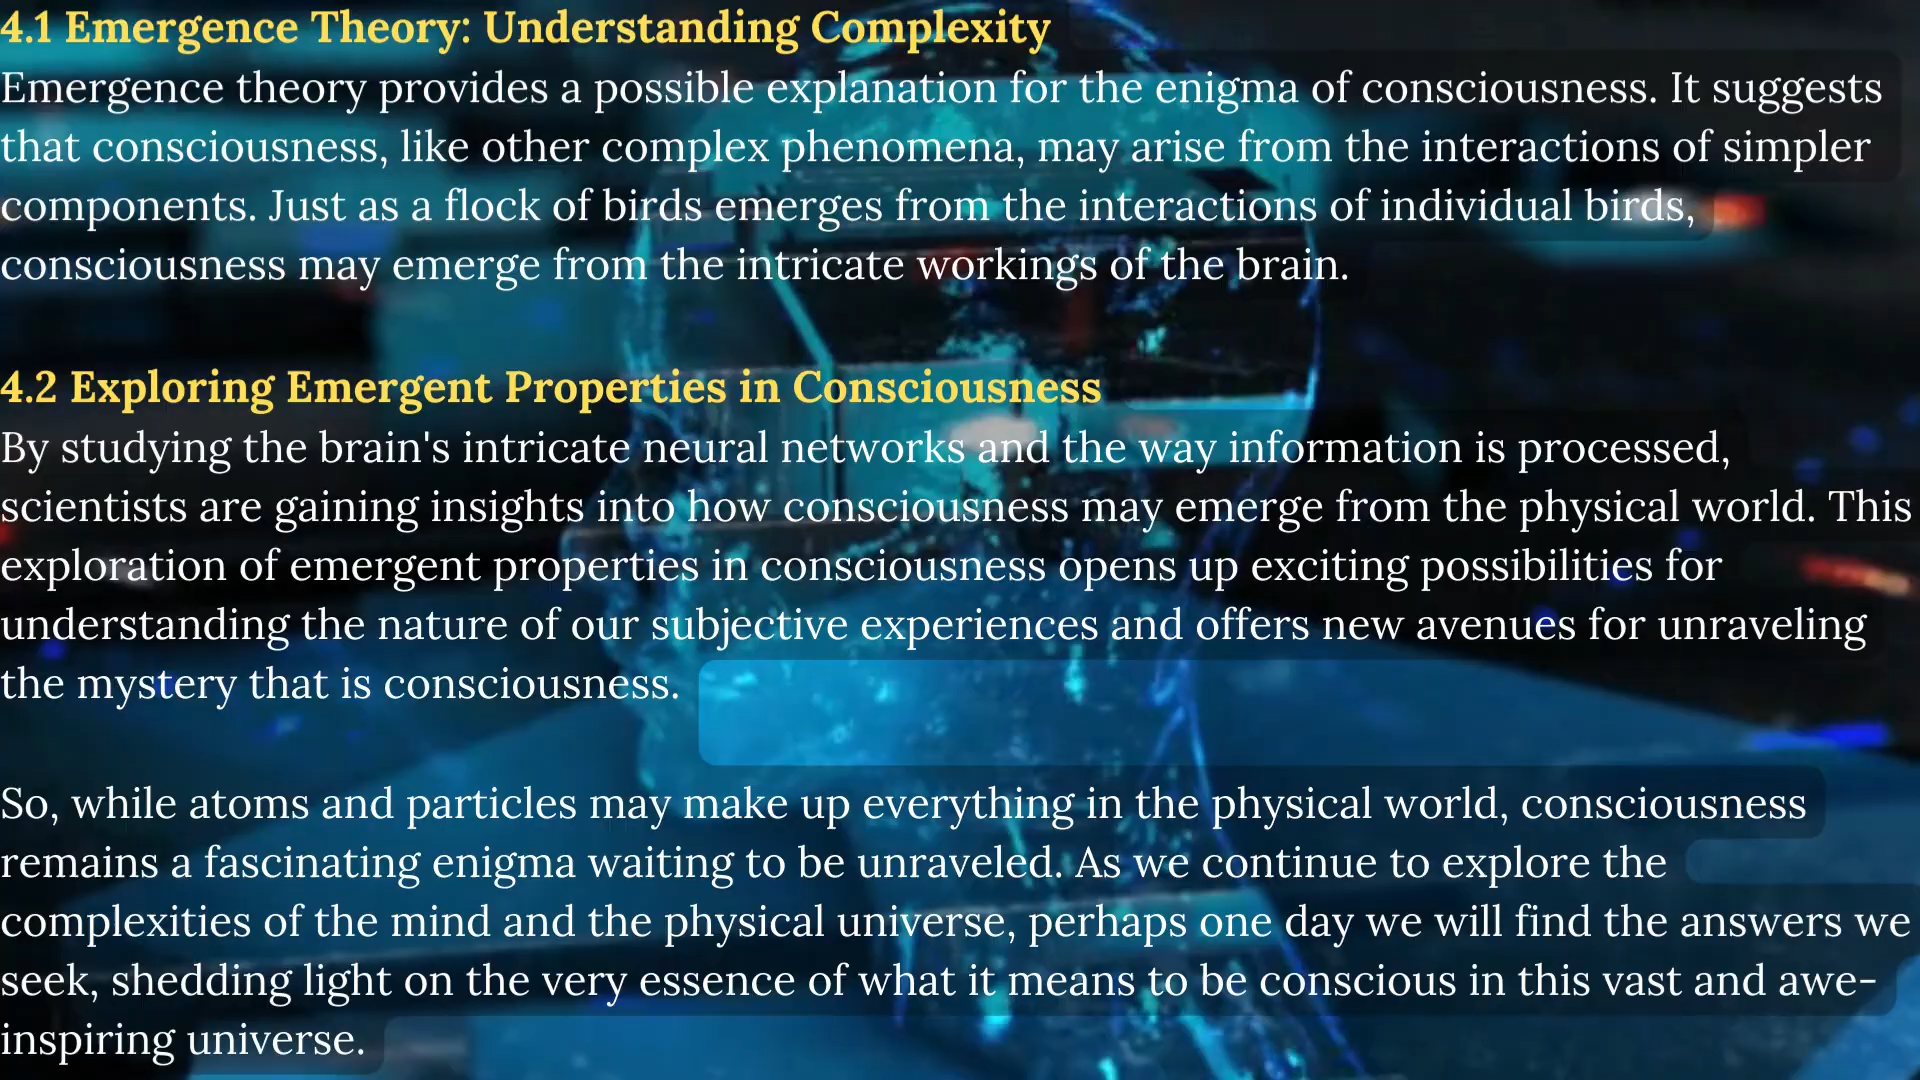 4.1 Emergence Theory: Understanding Complexity
Emergence theory provides a possible explanation for the enigma of consciousness. It suggests
that consciousness, like other complex phenomena, may arise from the interactions of simpler
components. Just as a flock of birds emerges from the interactions of individual birds,
consciousness may emerge from the intricate workings of the brain.
4.2 Exploring Emergent Properties in Consciousness
By studying the brain's intricate neural networks and the way information is processed,
scientists are gaining insights into how consciousness may emerge from the physical world. This
exploration of emergent properties in consciousness opens up exciting possibilities for
understanding the nature of our subjective experiences and offers new avenues for unraveling
the mystery that is consciousness.
So, while atoms and particles may make up everything in the physical world, consciousness
remains a fascinating enigma waiting to be unraveled. As we continue to explore the
complexities of the mind and the physical universe, perhaps one day we will find the answers we
seek, shedding light on the very essence of what it means to be conscious in this vast and awe-
inspiring universe.